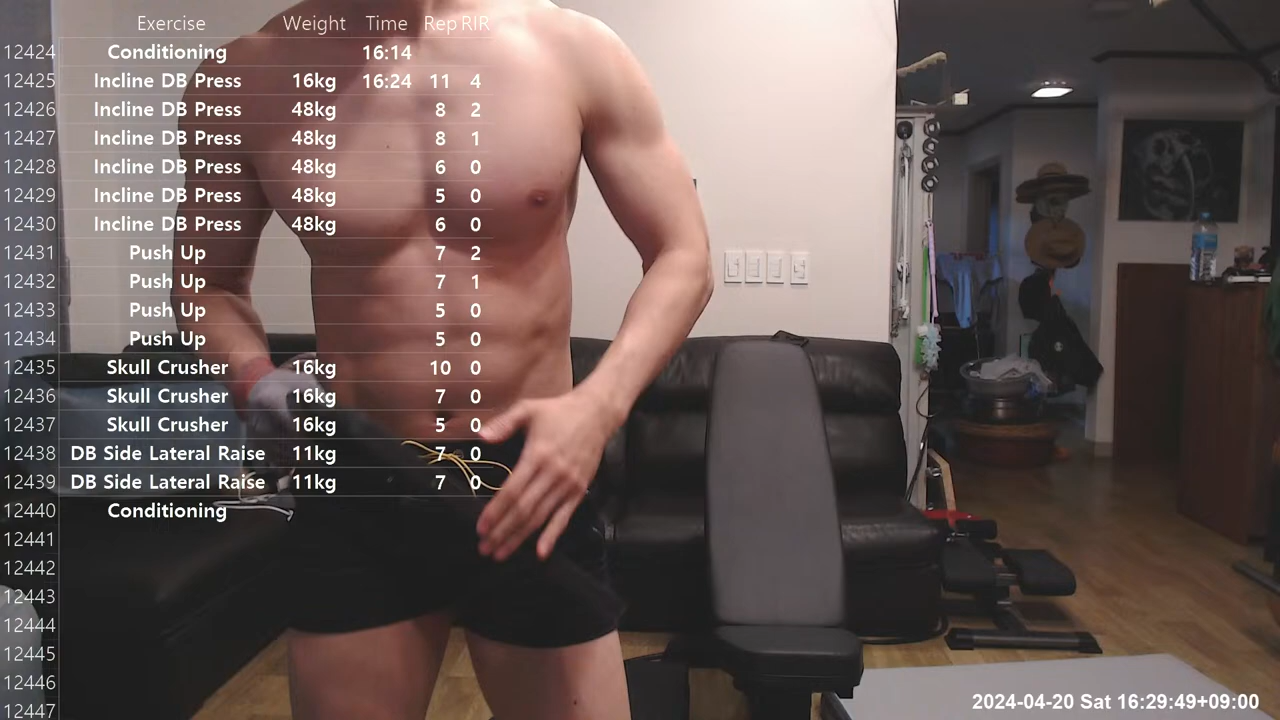 Exercise Weight Time Rep RIR
12424 Conditioning 16:14
12425 Incline DB Press 16kg 16:24 11 4
12426 Incline DB Press 48kg 8 2
12427 Incline DB Press 48kg 8 1
12428 Incline DB Press 48kg 6 0
12429 Incline DB Press 48kg 5 0
12430 Incline DB Press 48kg 6 0
12431 Push Up 7 2
12432 Push Up 7 1
12433 Push Up 5 0
12434 Push Up 5 0
12435 Skull Crusher 16kg 10 0
12436 Skull Crusher 16kg 7 0
12437 Skull Crusher 16kg 5 0
12438 DB Side Lateral Raise 11kg 7 0
12439 DB Side Lateral Raise 11kg 7 0
12440 Conditioning
12441
12442
12443
12444
12445
12446
12447
2024-04-20 Sat 16:29:49+09:00